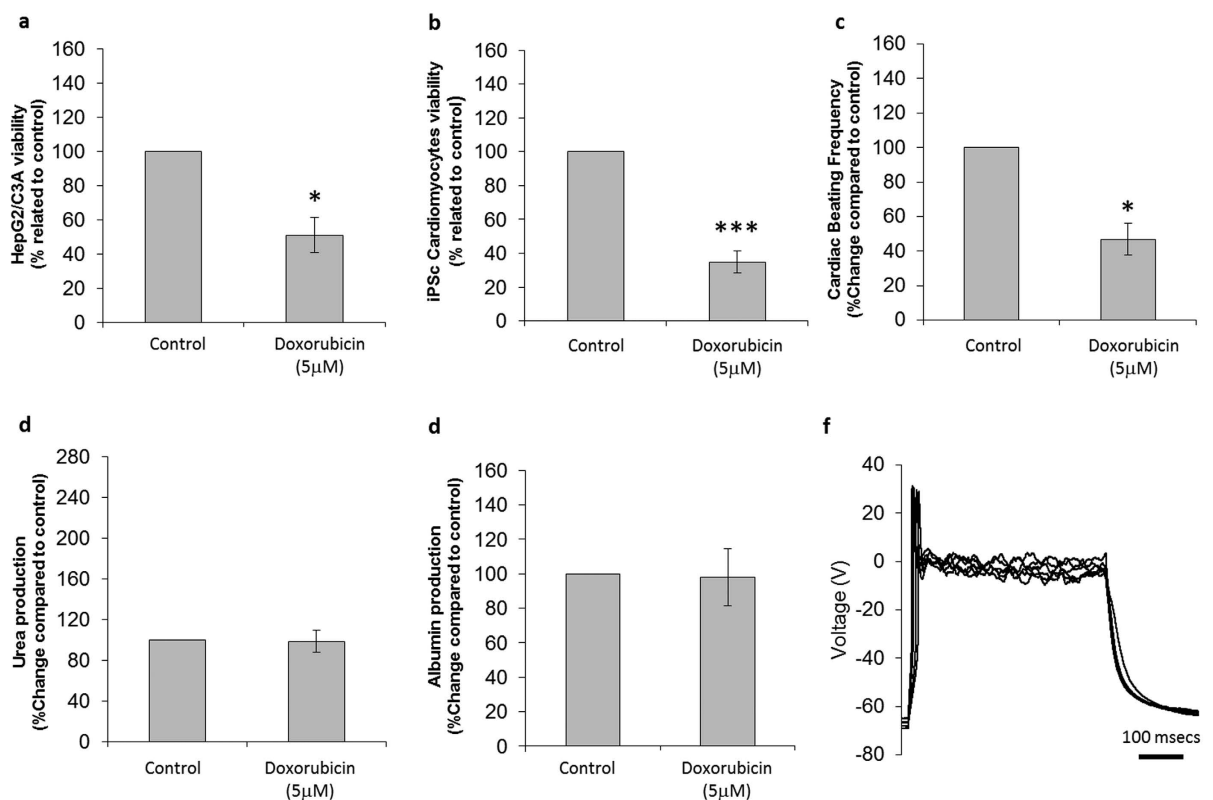 a
160
140
120
100
80
60
40
20
0
HepG2/C3A viability
(% related to control)
*
Control
Doxorubicin
(5μM)
b
160
140
120
100
80
60
40
20
0
iPSc Cardiomyocytes viability
(% related to control)
***
Control
Doxorubicin
(5μM)
c
160
140
120
100
80
60
40
20
0
Cardiac Beating Frequency
(%Change compared to control)
*
Control
Doxorubicin
(5μM)
d
280
240
200
160
120
80
40
0
Urea production
(%Change compared to control)
Control
Doxorubicin
(5μM)
d
160
140
120
100
80
60
40
20
0
Albumin production
(%Change compared to control)
Control
Doxorubicin
(5μM)
f
40
20
0
-20
-40
-60
-80
Voltage (V)
100 msecs